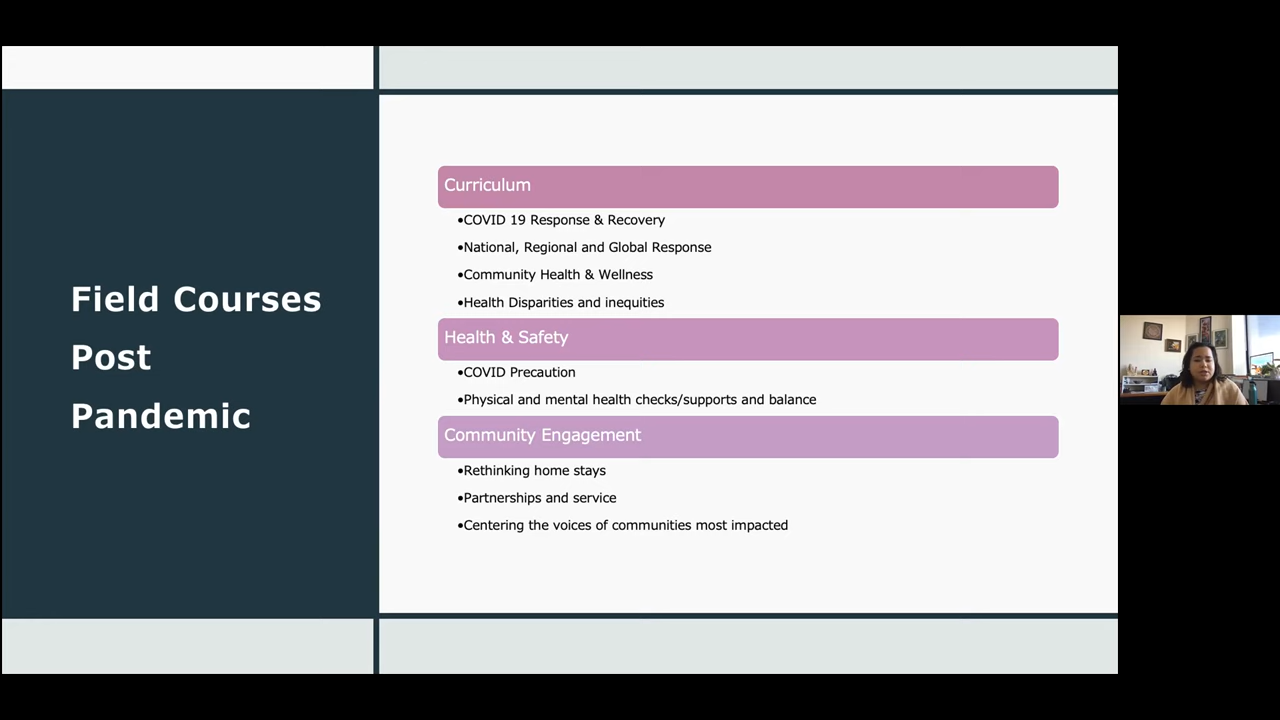 Field Courses
Post
Pandemic
Curriculum
•COVID 19 Response & Recovery
•National, Regional and Global Response
•Community Health & Wellness
•Health Disparities and inequities
Health & Safety
•COVID Precaution
•Physical and mental health checks/supports and balance
Community Engagement
•Rethinking home stays
•Partnerships and service
•Centering the voices of communities most impacted